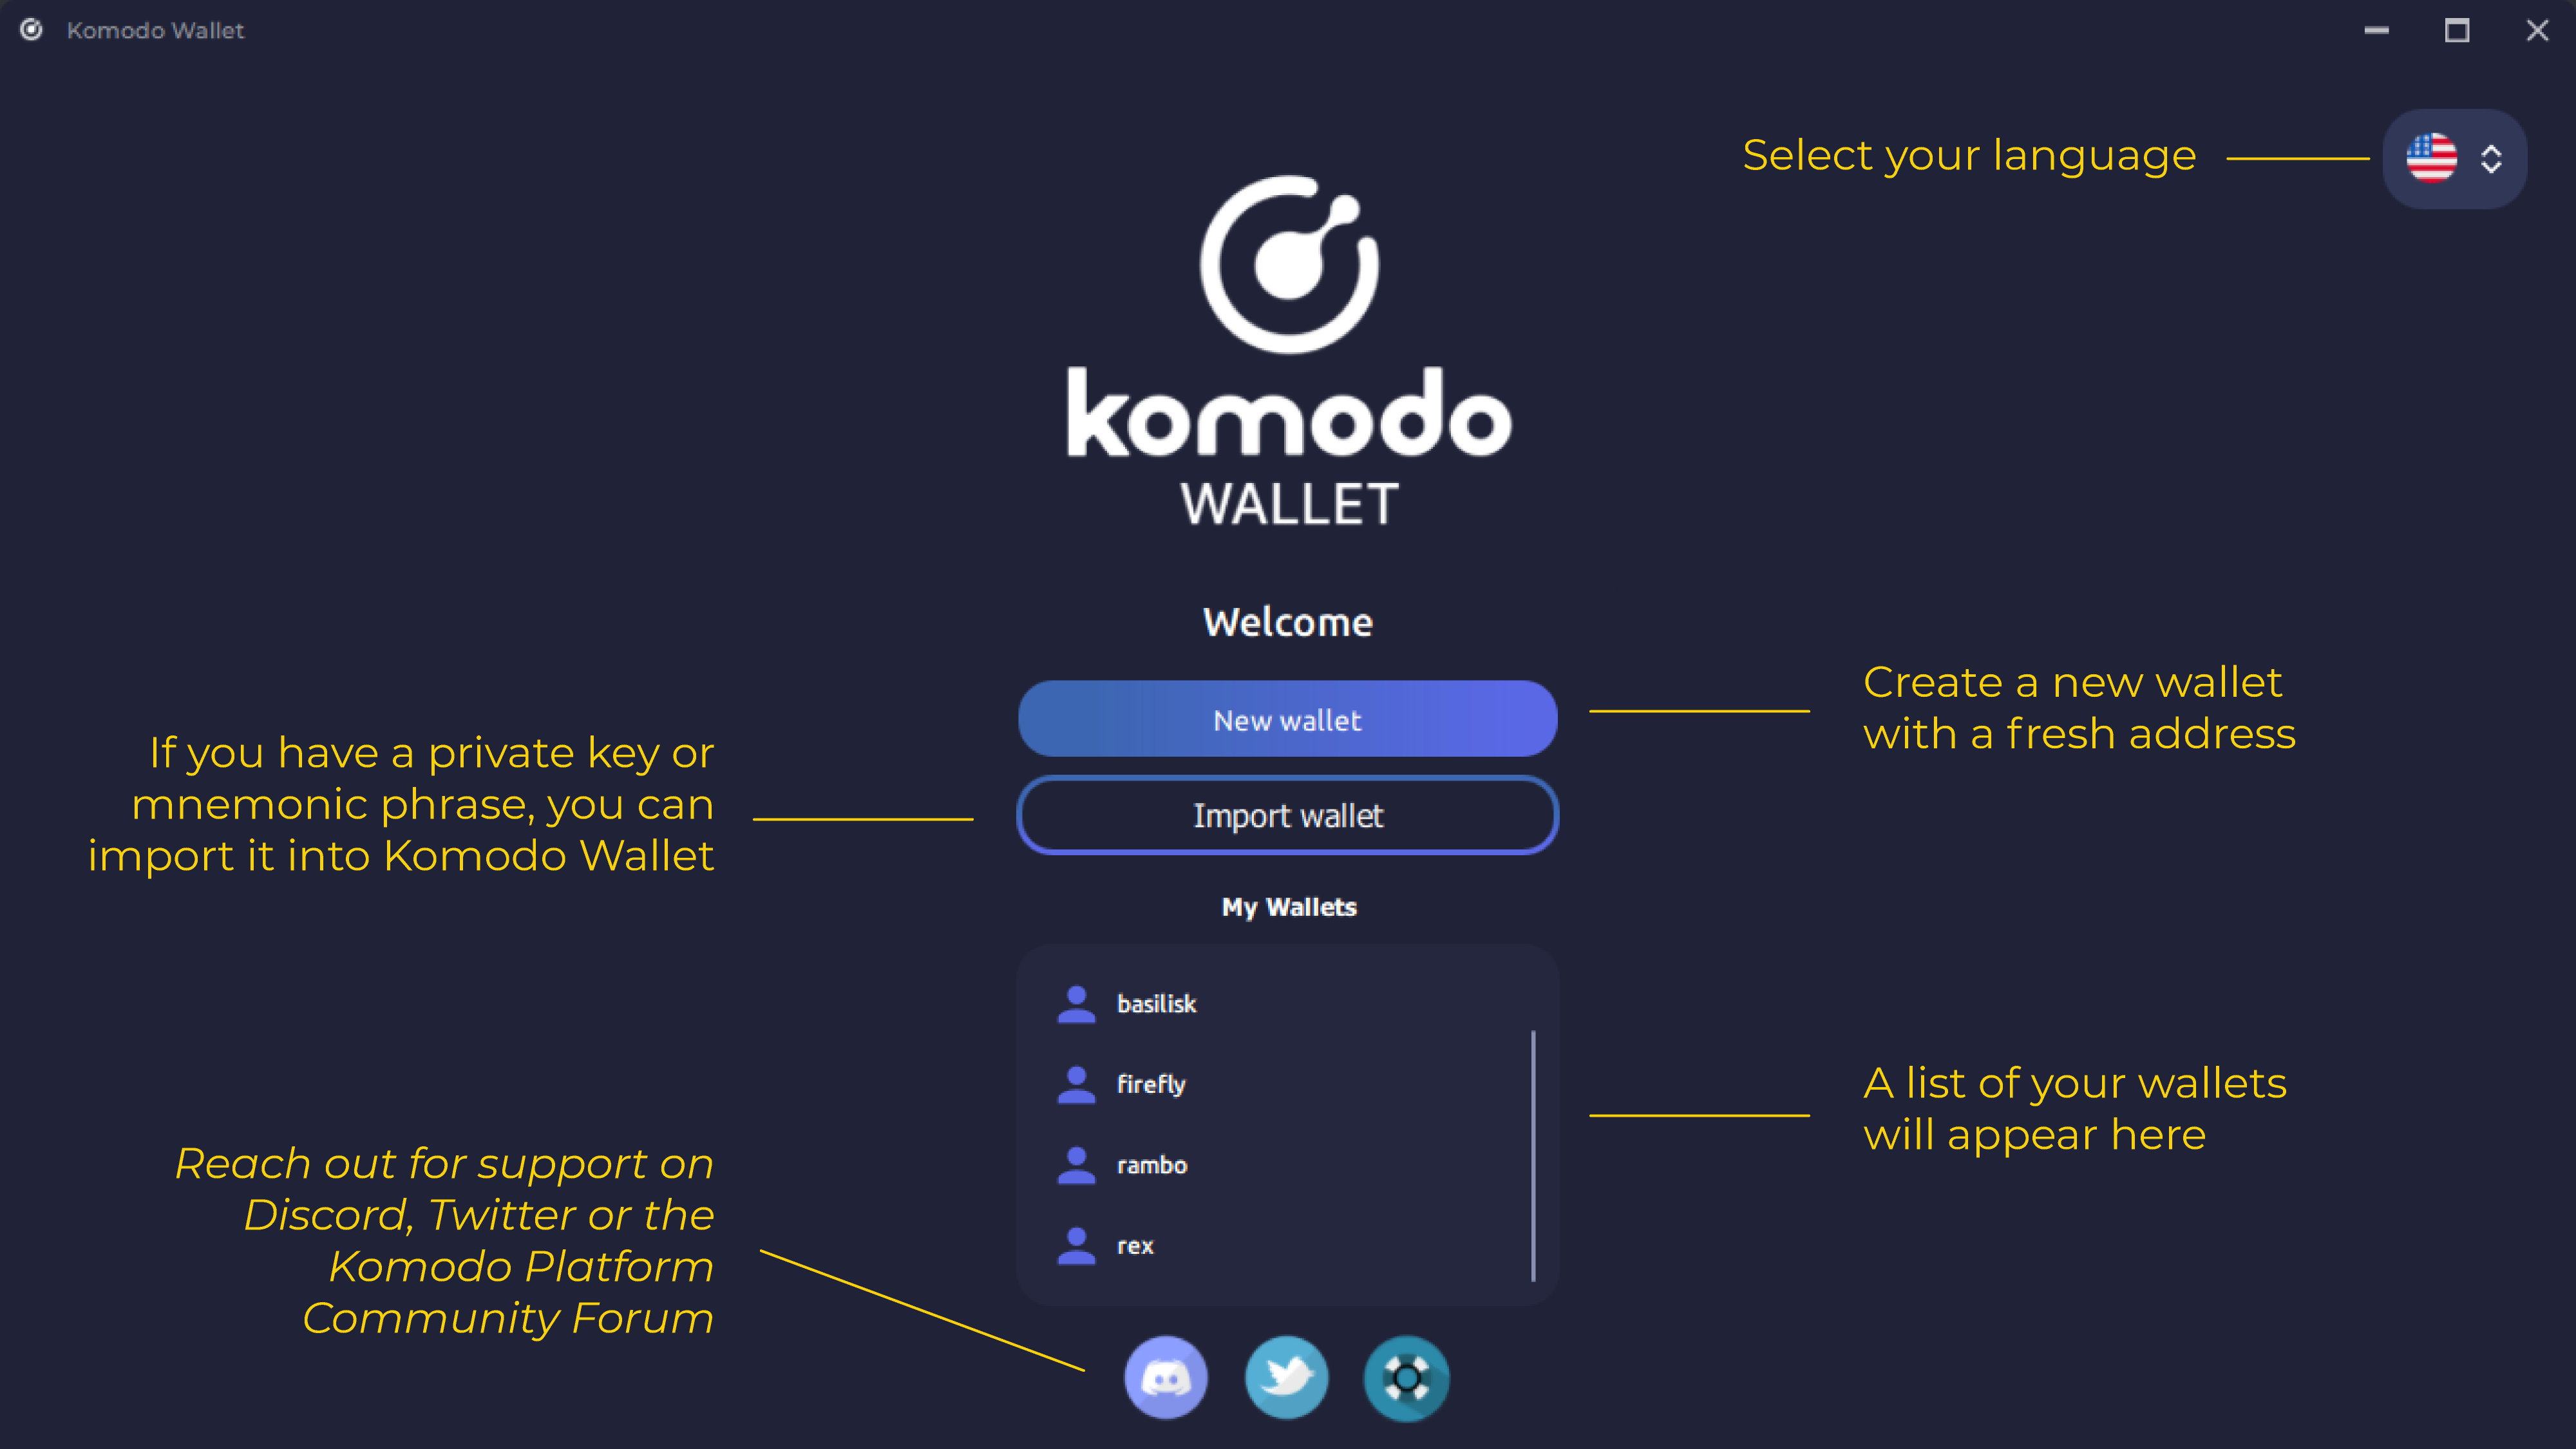 Komodo Wallet
Select your language
komodo
WALLET
Welcome
New wallet
Create a new wallet
with a fresh address
If you have a private key or
mnemonic phrase, you can
import it into Komodo Wallet
Import wallet
My Wallets
basilisk
firefly
rambo
rex
A list of your wallets
will appear here
Reach out for support on
Discord, Twitter or the
Komodo Platform
Community Forum